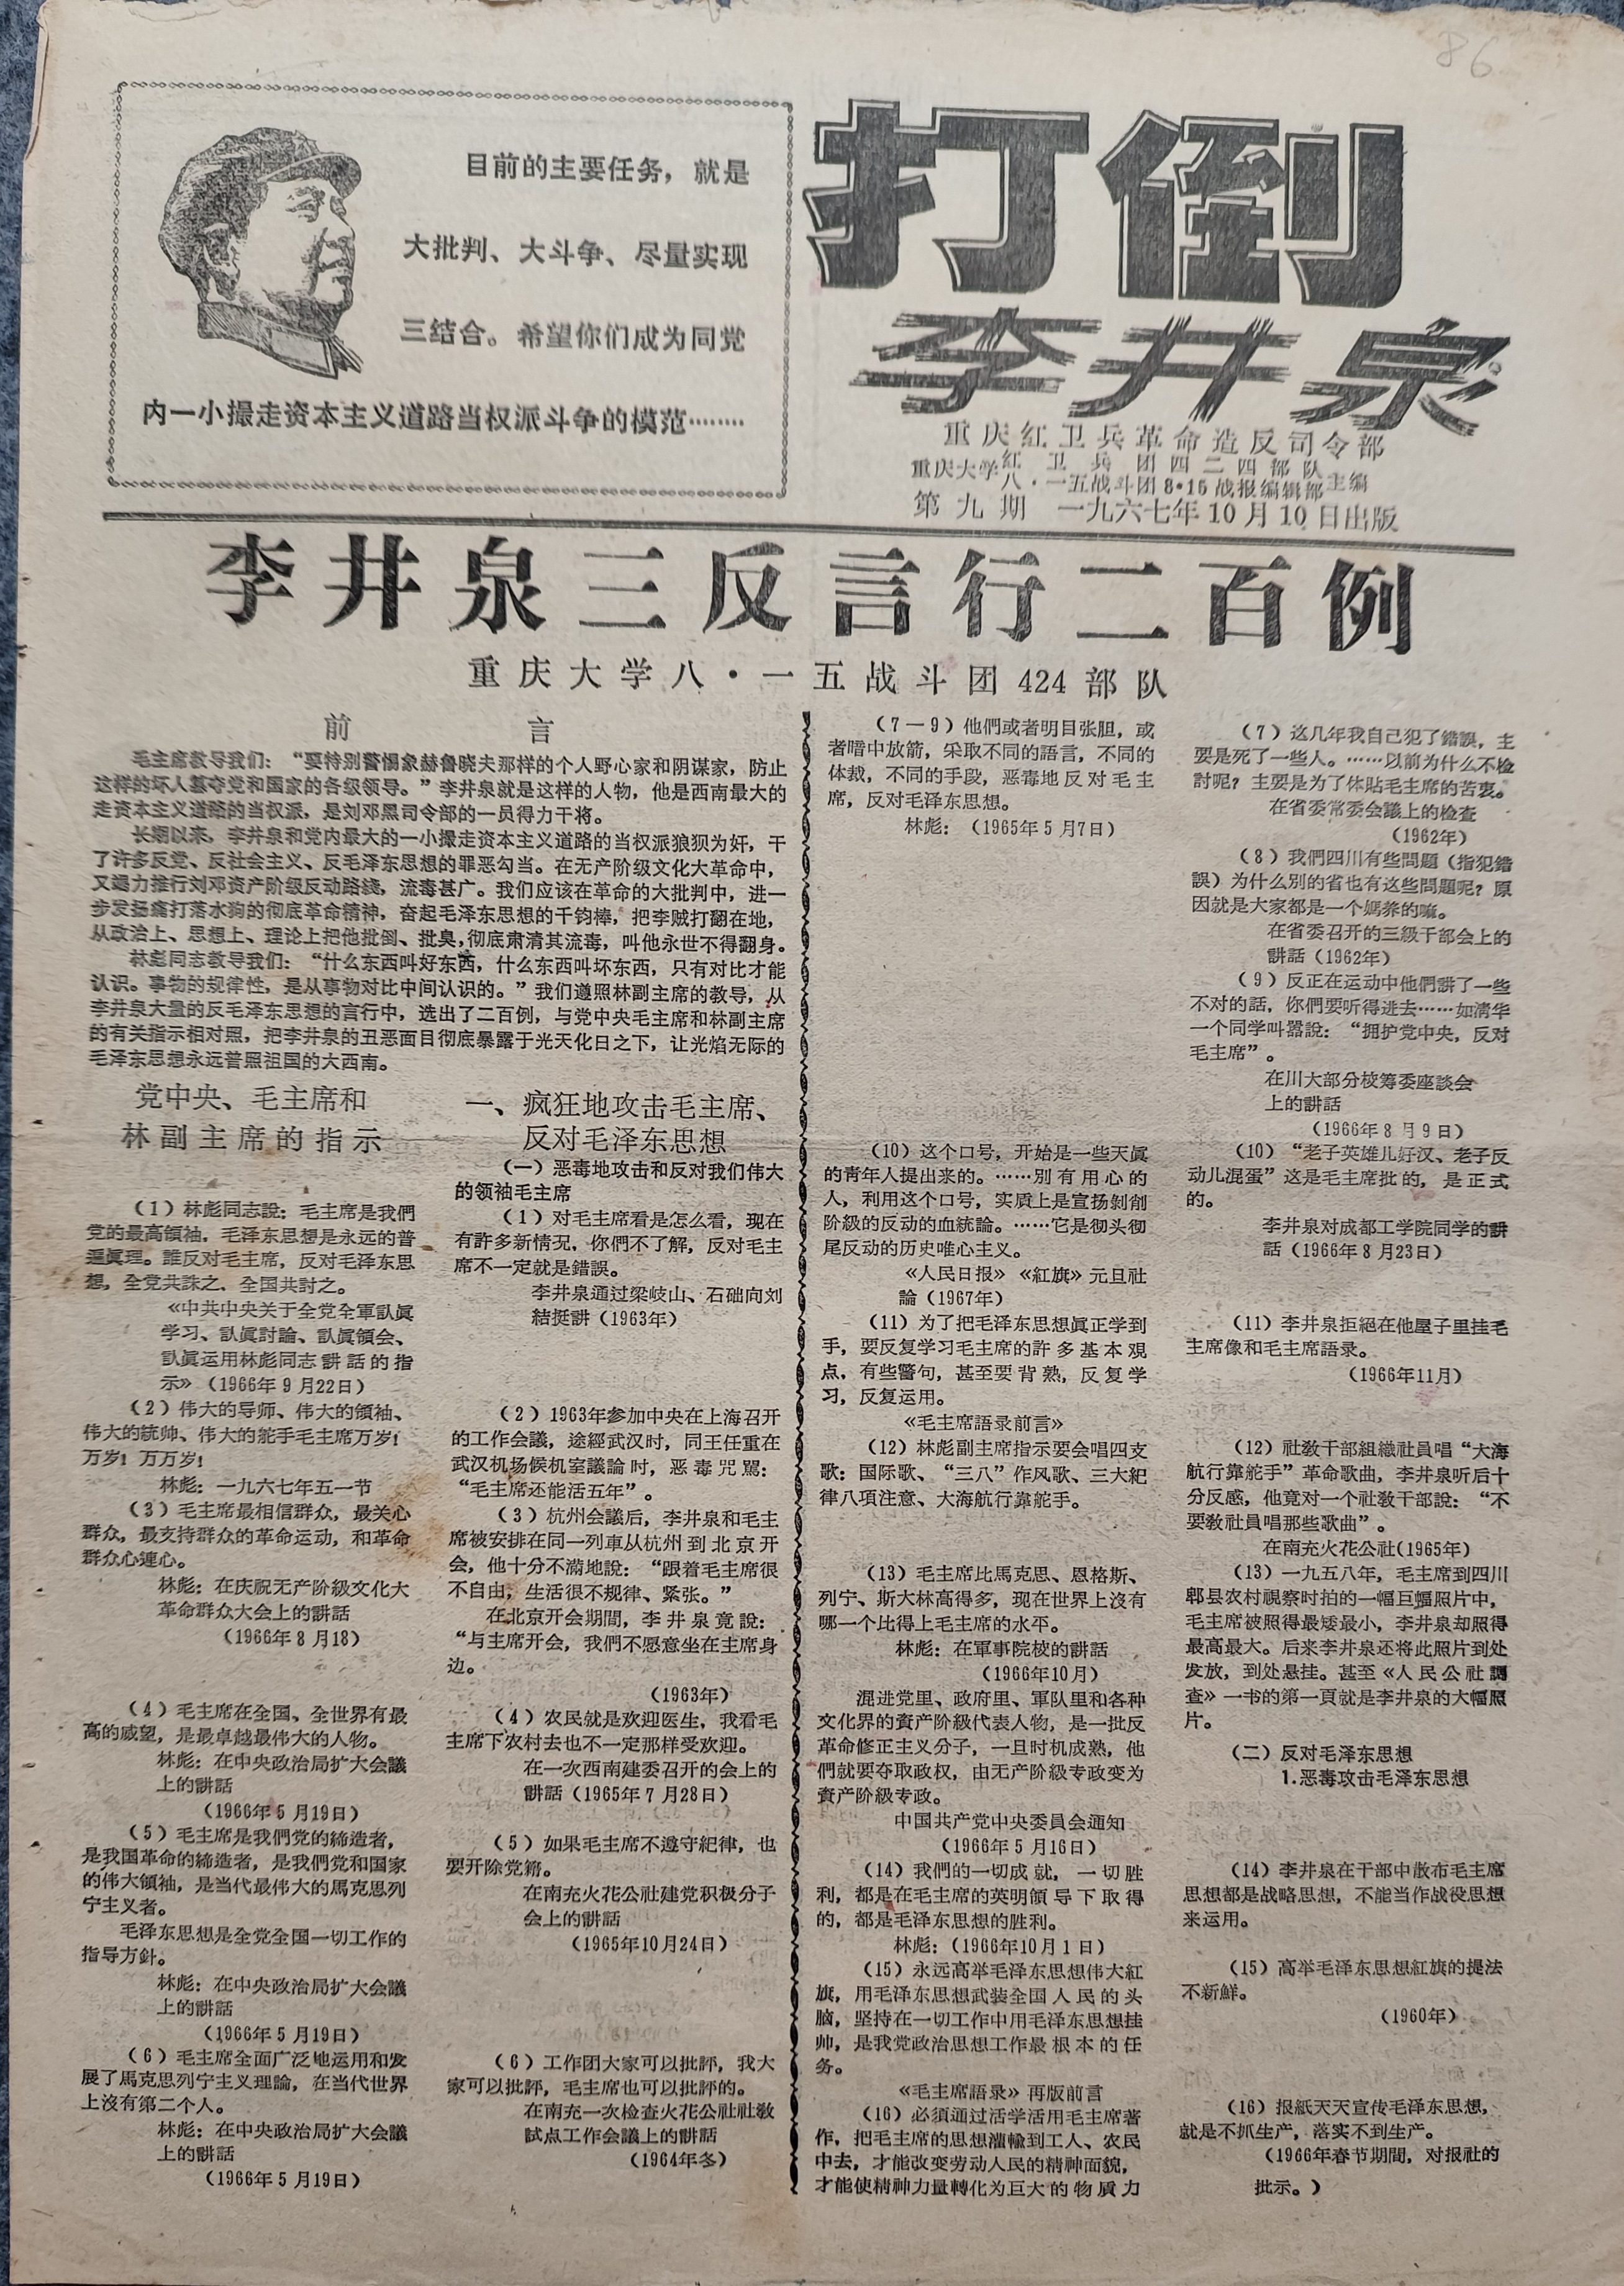 86
目前的主要任务，就是
大批判、大斗争、尽量实现
三结合。希望你们成为同党
内一小撮走资本主义道路当权派斗争的模范········
打倒
李井泉
重庆红卫兵革命造反司令部
重庆大学红卫兵团四二四部队
八·一五战斗团8·15战报编辑部主编
第九期 一九六七年10月10日出版
李井泉三反言行二百例
重庆大学八·一五战斗团424部队
前言
毛主席教导我们：“要特别警惕象赫鲁晓夫那样的个人野心家和阴谋家，防止
这样的坏人篡夺党和国家的各级领导。”李井泉就是这样的人物，他是西南最大的
走资本主义道路的当权派，是刘邓黑司令部的一员得力干将。
长期以来，李井泉和党内最大的一小撮走资本主义道路的当权派狼狈为奸，干
了许多反党、反社会主义、反毛泽东思想的罪恶勾当。在无产阶级文化大革命中，
又竭力推行刘邓资产阶级反动路綫，流毒甚广。我们应该在革命的大批判中，进一
步发扬痛打落水狗的彻底革命精神，奋起毛泽东思想的千钧棒，把李贼打翻在地，
从政治上、思想上、理论上把他批倒、批臭，彻底肃清其流毒，叫他永世不得翻身。
林彪同志教导我们：“什么东西叫好东西，什么东西叫坏东西，只有对比才能
认识。事物的规律性，是从事物对比中间认识的。”我们遵照林副主席的教导，从
李井泉大量的反毛泽东思想的言行中，选出了二百例，与党中央毛主席和林副主席
的有关指示相对照，把李井泉的丑恶面目彻底暴露于光天化日之下，让光焰无际的
毛泽东思想永远普照祖国的大西南。
党中央、毛主席和
林副主席的指示
（1）林彪同志說：毛主席是我們
党的最高領袖，毛泽东思想是永远的普
遍眞理。誰反对毛主席，反对毛泽东思
想，全党共誅之，全国共討之。
《中共中央关于全党全軍訙眞
学习、訙眞討論、訙眞領会、
訙眞运用林彪同志講話的指
示》（1966年9月22日）
（2）伟大的导师、伟大的領袖、
伟大的統帅、伟大的舵手毛主席万岁！
万岁！万万岁！
林彪：一九六七年五一节
（3）毛主席最相信群众，最关心
群众，最支持群众的革命运动，和革命
群众心連心。
林彪：在庆祝无产阶級文化大
革命群众大会上的講話
（1966年8月18）
（4）毛主席在全国、全世界有最
高的威望，是最卓越最伟大的人物。
林彪：在中央政治局扩大会議
上的講話
（1966年5月19日）
（5）毛主席是我們党的締造者，
是我国革命的締造者，是我們党和国家
的伟大領袖，是当代最伟大的馬克思列
宁主义者。
毛泽东思想是全党全国一切工作的
指导方針。
林彪：在中央政治局扩大会議
上的講話
（1966年5月19日）
（6）毛主席全面广泛地运用和发
展了馬克思列宁主义理論，在当代世界
上沒有第二个人。
林彪：在中央政治局扩大会議
上的講話
（1966年5月19日）
一、疯狂地攻击毛主席、
反对毛泽东思想
（一）恶毒地攻击和反对我们伟大
的领袖毛主席
（1）对毛主席看是怎么看，现在
有許多新情况，你們不了解，反对毛主
席不一定就是錯誤。
李井泉通过梁岐山、石础向刘
結挺講（1963年）
（2）1963年参加中央在上海召开
的工作会議，途經武汉时，同王任重在
武汉机场候机室議論时，恶毒咒駡：
“毛主席还能活五年”。
（3）杭州会議后，李井泉和毛主
席被安排在同一列車从杭州到北京开
会，他十分不滿地說：“跟着毛主席很
不自由，生活很不规律、紧张。”
在北京开会期間，李井泉竟說：
“与主席开会，我們不愿意坐在主席身
边。
（1963年）
（4）农民就是欢迎医生，我看毛
主席下农村去也不一定那样受欢迎。
在一次西南建委召开的会上的
講話（1965年7月28日）
（5）如果毛主席不遵守紀律，也
要开除党籍。
在南充火花公社建党积极分子
会上的講話
（1965年10月24日）
（6）工作团大家可以批評，我大
家可以批評，毛主席也可以批評的。
在南充一次检查火花公社社敎
試点工作会議上的講話
（1964年冬）
（7－9）他們或者明目张胆，或
者暗中放箭，采取不同的語言，不同的
体裁，不同的手段，恶毒地反对毛主
席，反对毛泽东思想。
林彪：（1965年5月7日）
（10）这个口号，开始是一些天眞
的青年人提出来的。……別有用心的
人，利用这个口号，实质上是宣扬剝削
阶級的反动的血統論。……它是彻头彻
尾反动的历史唯心主义。
《人民日报》《紅旗》元旦社
論（1967年）
（11）为了把毛泽东思想眞正学到
手，要反复学习毛主席的許多基本观
点，有些警句，甚至要背熟，反复学
习，反复运用。
《毛主席語录前言》
（12）林彪副主席指示要会唱四支
歌：国际歌、“三八”作风歌、三大紀
律八項注意、大海航行靠舵手。
（13）毛主席比馬克思、恩格斯、
列宁、斯大林高得多，现在世界上沒有
哪一个比得上毛主席的水平。
林彪：在軍事院校的講話
（1966年10月）
混进党里、政府里、軍队里和各种
文化界的資产阶級代表人物，是一批反
革命修正主义分子，一旦时机成熟，他
們就要夺取政权，由无产阶級专政变为
資产阶級专政。
中国共产党中央委員会通知
（1966年5月16日）
（14）我們的一切成就，一切胜
利，都是在毛主席的英明領导下取得
的，都是毛泽东思想的胜利。
林彪：（1966年10月1日）
（15）永远高举毛泽东思想伟大紅
旗，用毛泽东思想武装全国人民的头
脑，坚持在一切工作中用毛泽东思想挂
帅，是我党政治思想工作最根本的任
务。
《毛主席語录》再版前言
（16）必須通过活学活用毛主席著
作，把毛主席的思想灌輸到工人、农民
中去，才能改变劳动人民的精神面貌，
才能使精神力量轉化为巨大的物质力
（7）这几年我自己犯了錯誤，主
要是死了一些人。……以前为什么不检
討呢？主要是为了体貼毛主席的苦衷。
在省委常委会議上的检查
（1962年）
（8）我們四川有些問題（指犯錯
誤）为什么別的省也有这些問題呢？原
因就是大家都是一个媽养的嘛。
在省委召开的三級干部会上的
講話（1962年）
（9）反正在运动中他們講了一些
不对的話，你們要听得进去……如清华
一个同学叫嚣說：“拥护党中央，反对
毛主席”。
在川大部分校筹委座談会
上的講話
（1966年8月9日）
（10）“老子英雄儿好汉、老子反
动儿混蛋”这是毛主席批的，是正式
的。
李井泉对成都工学院同学的講
話（1966年8月23日）
（11）李井泉拒絕在他屋子里挂毛
主席像和毛主席語录。
（1966年11月）
（12）社敎干部組織社員唱“大海
航行靠舵手”革命歌曲，李井泉听后十
分反感，他竟对一个社敎干部說：“不
要敎社員唱那些歌曲”。
在南充火花公社(1965年）
（13）一九五八年，毛主席到四川
郫县农村視察时拍的一幅巨幅照片中，
毛主席被照得最矮最小，李井泉却照得
最高最大。后来李井泉还将此照片到处
发放，到处悬挂。甚至《人民公社調
查》一书的第一頁就是李井泉的大幅照
片。
（二）反对毛泽东思想
1.恶毒攻击毛泽东思想
（14）李井泉在干部中散布毛主席
思想都是战略思想，不能当作战役思想
来运用。
（15）高举毛泽东思想紅旗的提法
不新鮮。
（1960年）
（16）报紙天天宣传毛泽东思想，
就是不抓生产，落实不到生产。
（1966年春节期間，对报社的
批示。）